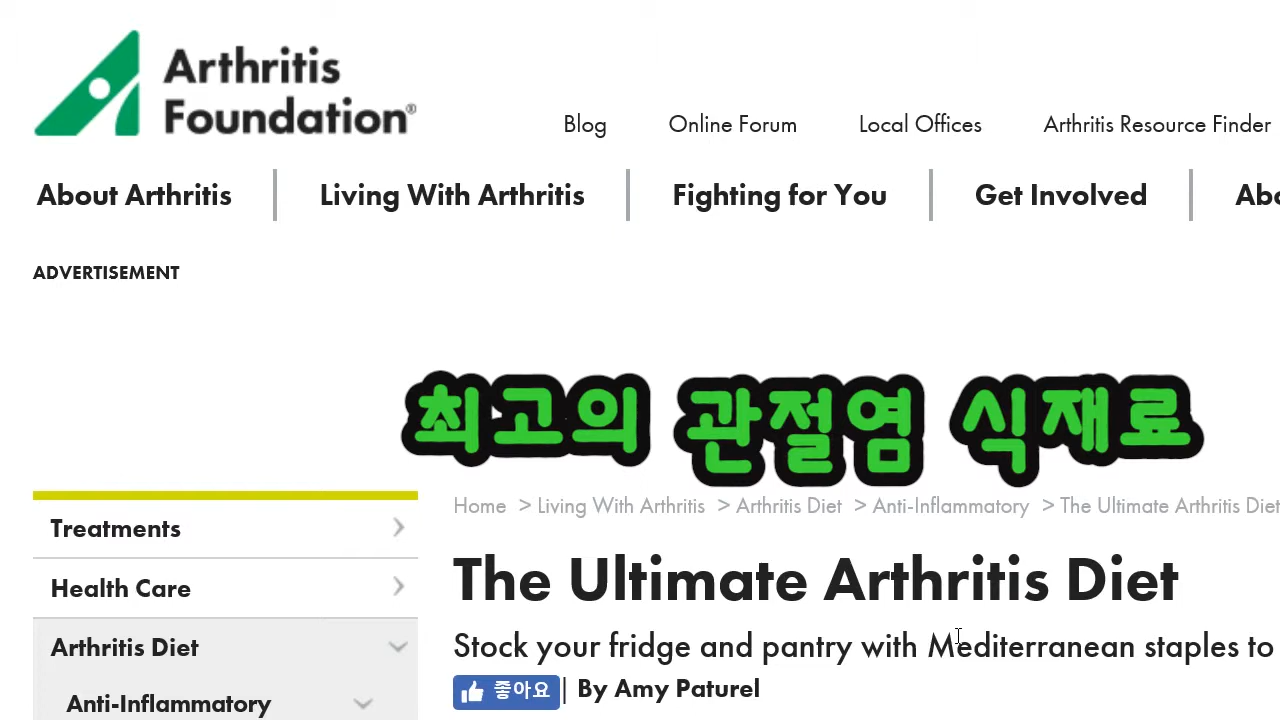 Arthritis
Foundation®
Blog Online Forum Local Offices Arthritis Resource Finder
About Arthritis Living With Arthritis Fighting for You Get Involved Abo
ADVERTISEMENT
최고의 관절염 식재료
Home > Living With Arthritis > Arthritis Diet > Anti-Inflammatory > The Ultimate Arthritis Diet
Treatments
The Ultimate Arthritis Diet
Health Care
Stock your fridge and pantry with Mediterranean staples to
Arthritis Diet
좋아요 | By Amy Paturel
Anti-Inflammatory